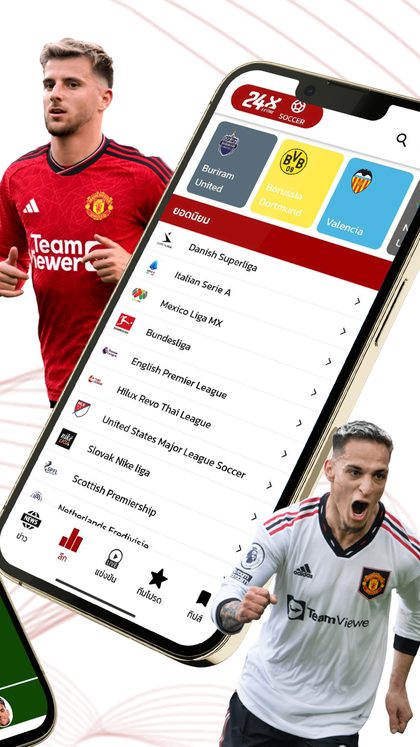 24x
SCORE
SOCCER
Buriram
United
BVB
09
Borussia
Dortmund
Valencia
N
L
ยอดนิยม
Danish Superliga
Italian Serie A
Mexico Liga MX
Bundesliga
English Premier League
Hilux Revo Thai League
United States Major League Soccer
Slovak Nike liga
Scottish Premiership
Netherlands Eredivisie
NEWS
ข่าว
ลีก
LIVE
แข่งขัน
ทีมโปรด
ทิปส์
Team
Viewer
adidas
TeamViewer